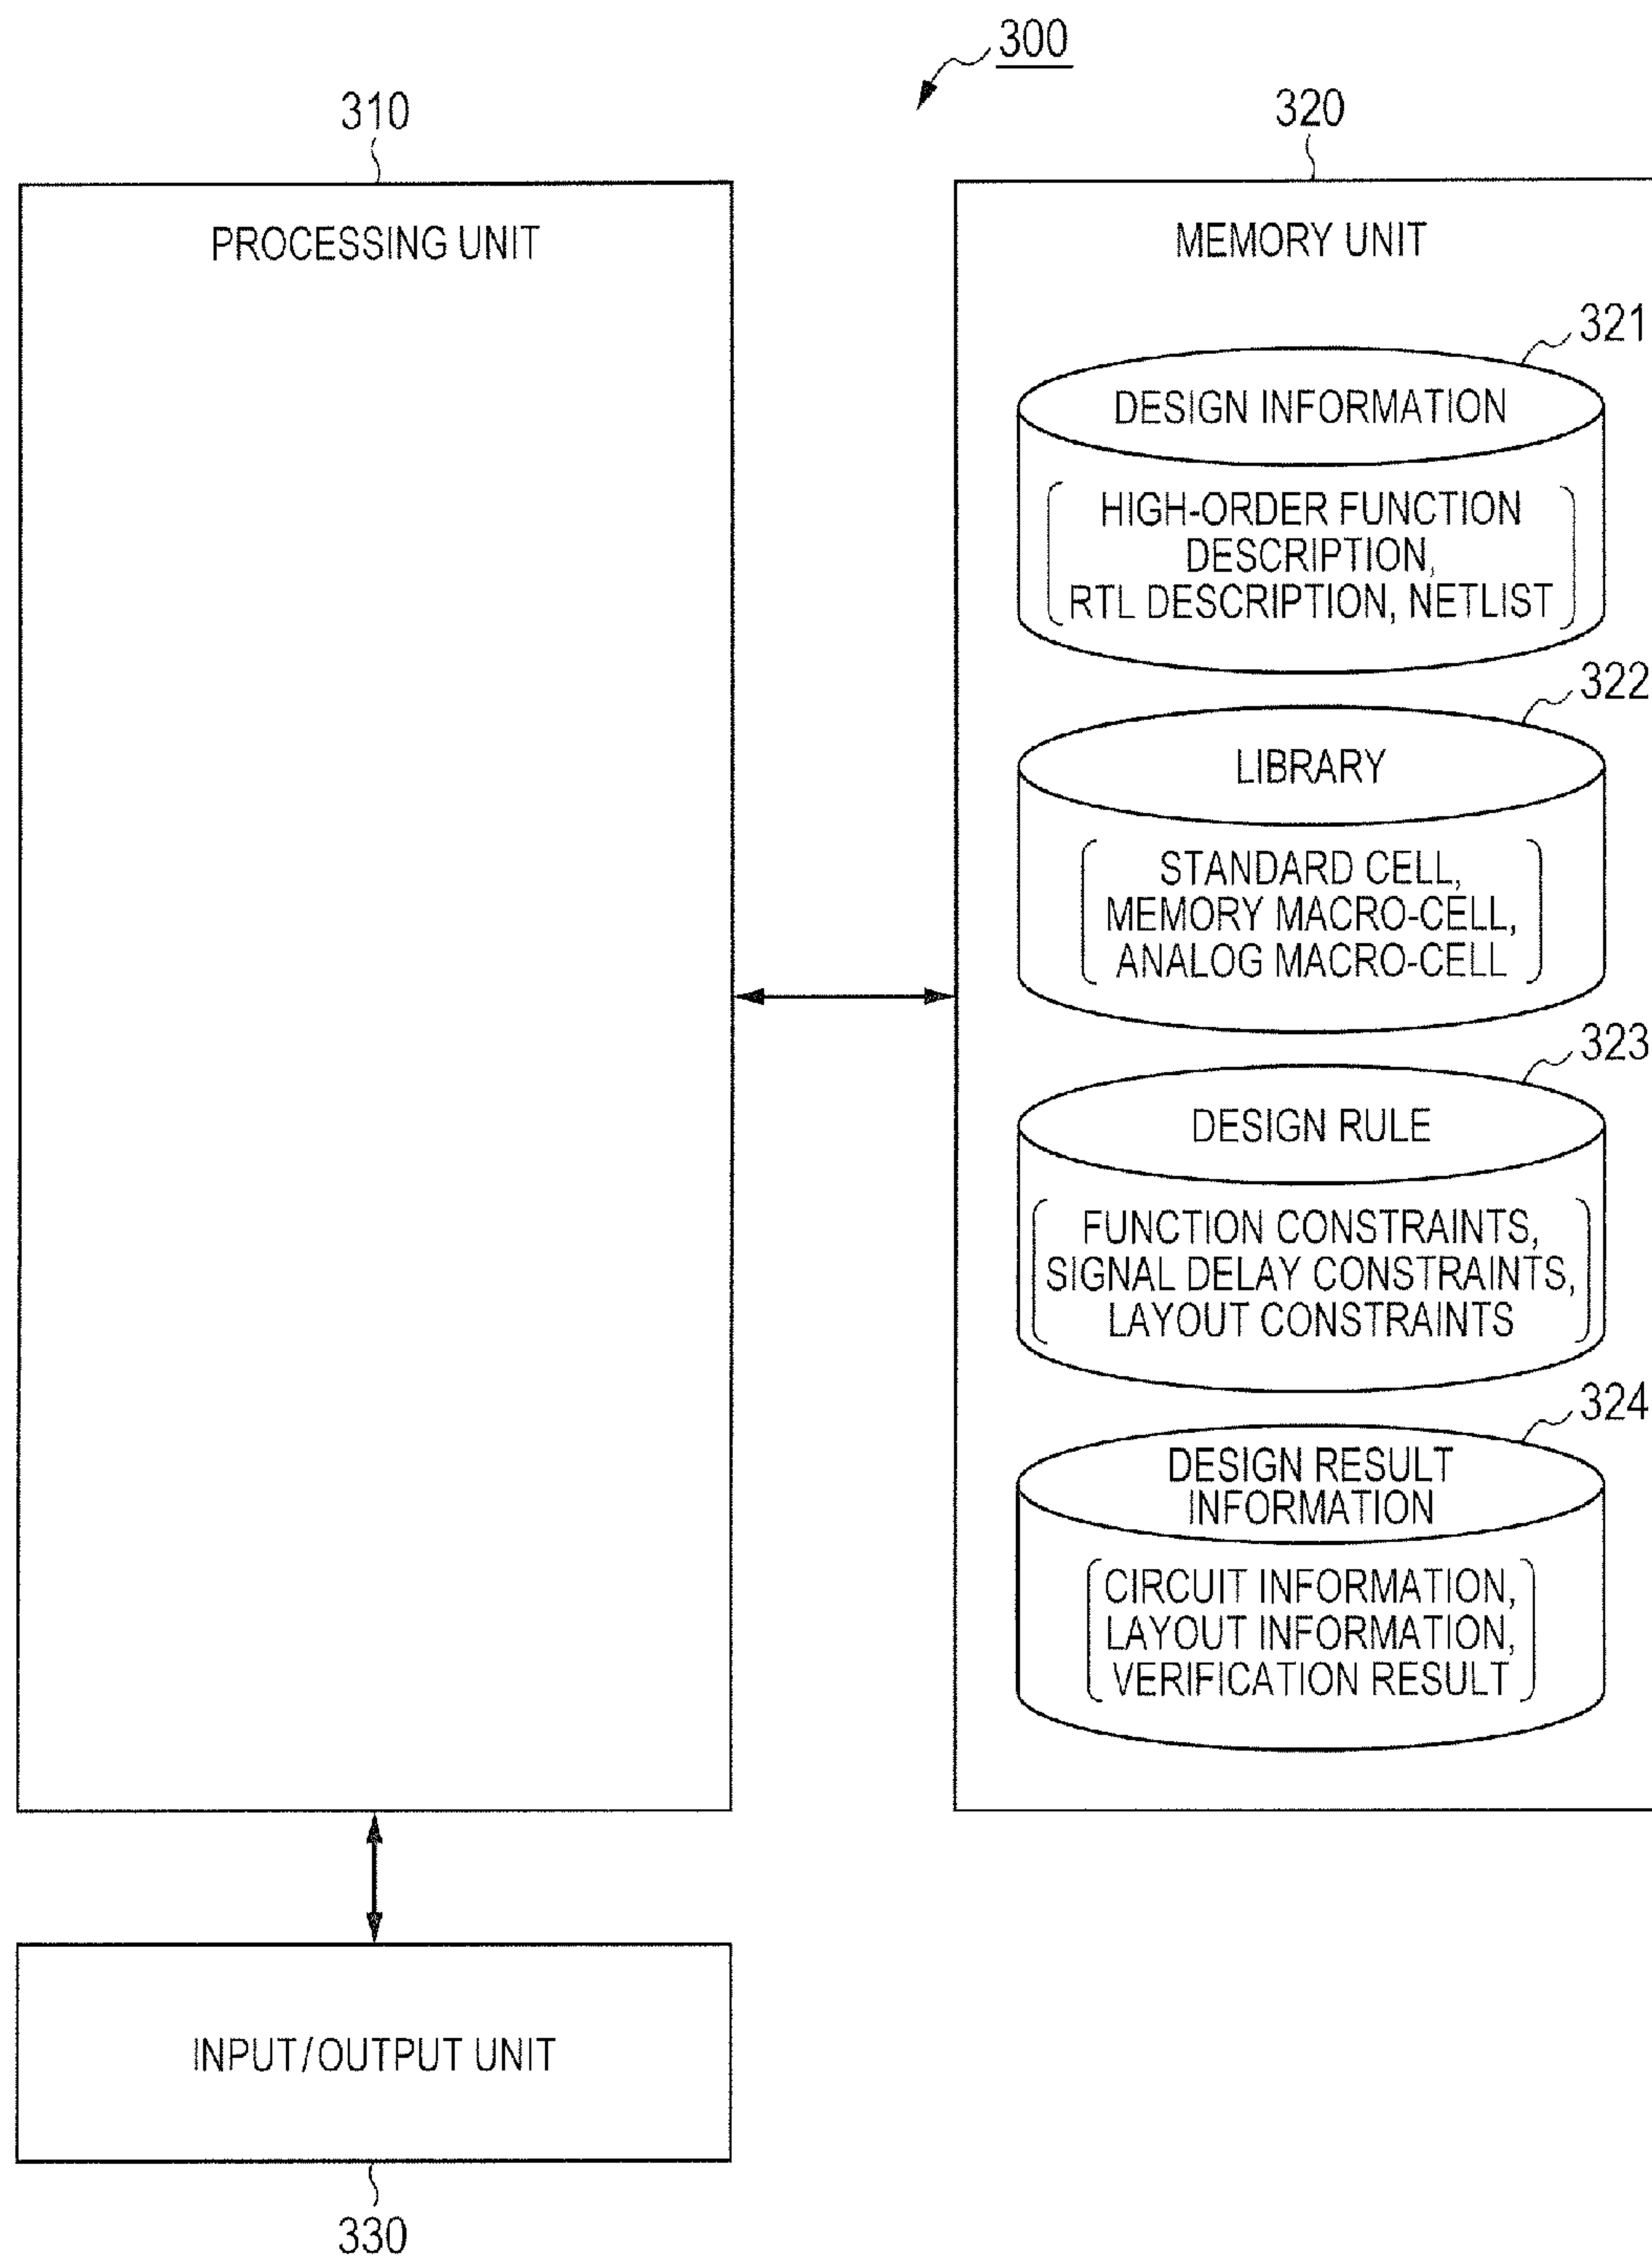 300
310
PROCESSING UNIT
320
MEMORY UNIT
321
DESIGN INFORMATION
HIGH-ORDER FUNCTION
DESCRIPTION,
RTL DESCRIPTION, NETLIST
322
LIBRARY
STANDARD CELL,
MEMORY MACRO-CELL,
ANALOG MACRO-CELL
323
DESIGN RULE
FUNCTION CONSTRAINTS,
SIGNAL DELAY CONSTRAINTS,
LAYOUT CONSTRAINTS
324
DESIGN RESULT
INFORMATION
CIRCUIT INFORMATION,
LAYOUT INFORMATION,
VERIFICATION RESULT
INPUT/OUTPUT UNIT
330